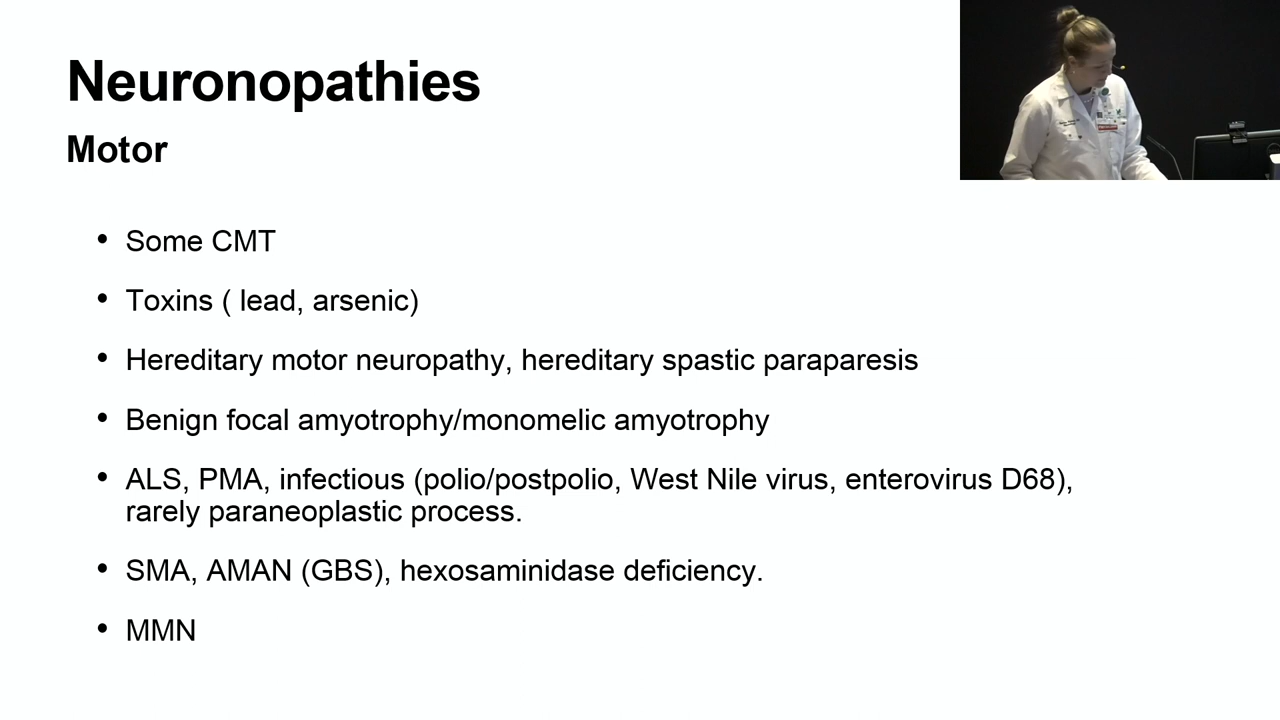 Neuronopathies
Motor
• Some CMT
• Toxins ( lead, arsenic)
• Hereditary motor neuropathy, hereditary spastic paraparesis
• Benign focal amyotrophy/monomelic amyotrophy
• ALS, PMA, infectious (polio/postpolio, West Nile virus, enterovirus D68),
rarely paraneoplastic process.
• SMA, AMAN (GBS), hexosaminidase deficiency.
• MMN